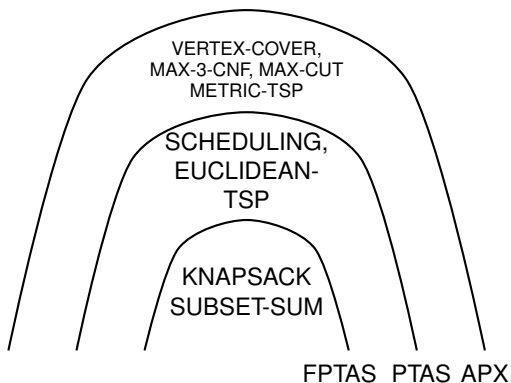 VERTEX-COVER,
MAX-3-CNF, MAX-CUT
METRIC-TSP
SCHEDULING,
EUCLIDEAN-
TSP
KNAPSACK
SUBSET-SUM
FPTAS PTAS APX